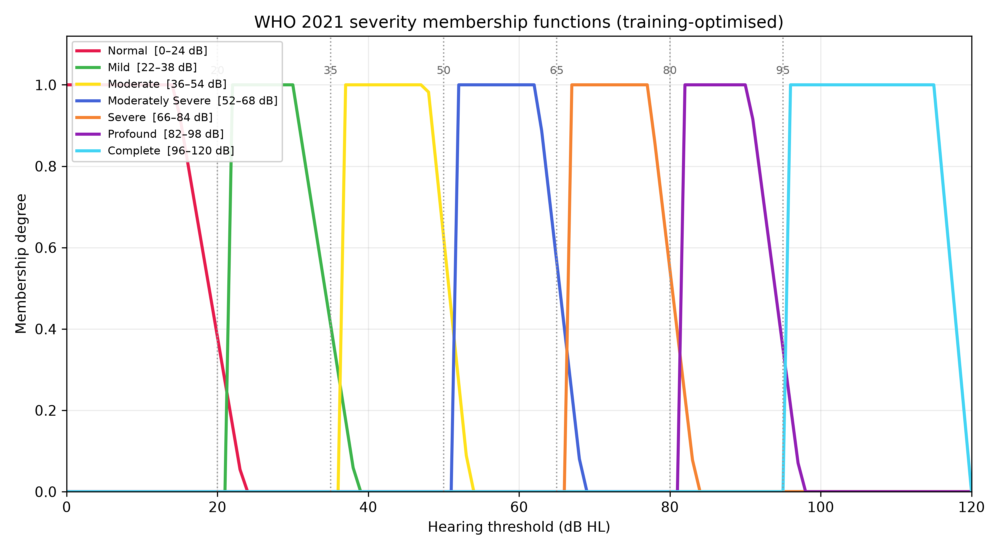 WHO 2021 severity membership functions (training-optimised)
Normal  [0–24 dB]
Mild  [22–38 dB]
Moderate  [36–54 dB]
Moderately Severe  [52–68 dB]
Severe  [66–84 dB]
Profound  [82–98 dB]
Complete  [96–120 dB]
20 35 50 65 80 95
1.0
0.8
0.6
0.4
0.2
0.0
Membership degree
0 20 40 60 80 100 120
Hearing threshold (dB HL)